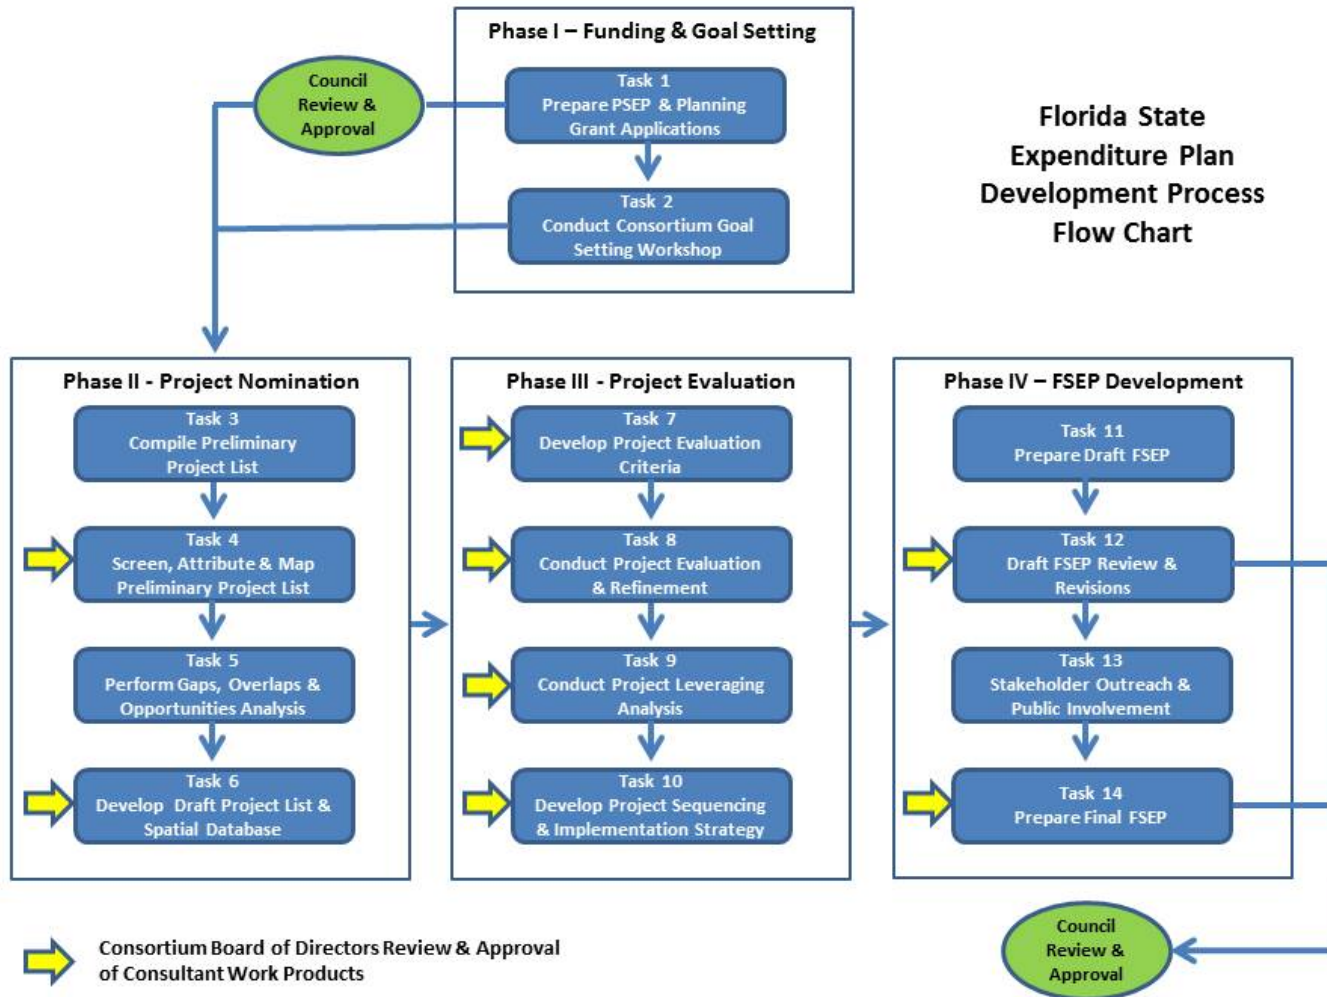 Phase I – Funding & Goal Setting
Council
Review &
Approval
Task 1
Prepare PSEP & Planning
Grant Applications
Task 2
Conduct Consortium Goal
Setting Workshop
Florida State
Expenditure Plan
Development Process
Flow Chart
Phase II - Project Nomination
Task 3
Compile Preliminary
Project List
Task 4
Screen, Attribute & Map
Preliminary Project List
Task 5
Perform Gaps, Overlaps &
Opportunities Analysis
Task 6
Develop Draft Project List &
Spatial Database
Phase III - Project Evaluation
Task 7
Develop Project Evaluation
Criteria
Task 8
Conduct Project Evaluation
& Refinement
Task 9
Conduct Project Leveraging
Analysis
Task 10
Develop Project Sequencing
& Implementation Strategy
Phase IV – FSEP Development
Task 11
Prepare Draft FSEP
Task 12
Draft FSEP Review &
Revisions
Task 13
Stakeholder Outreach &
Public Involvement
Task 14
Prepare Final FSEP
Consortium Board of Directors Review & Approval
of Consultant Work Products
Council
Review &
Approval